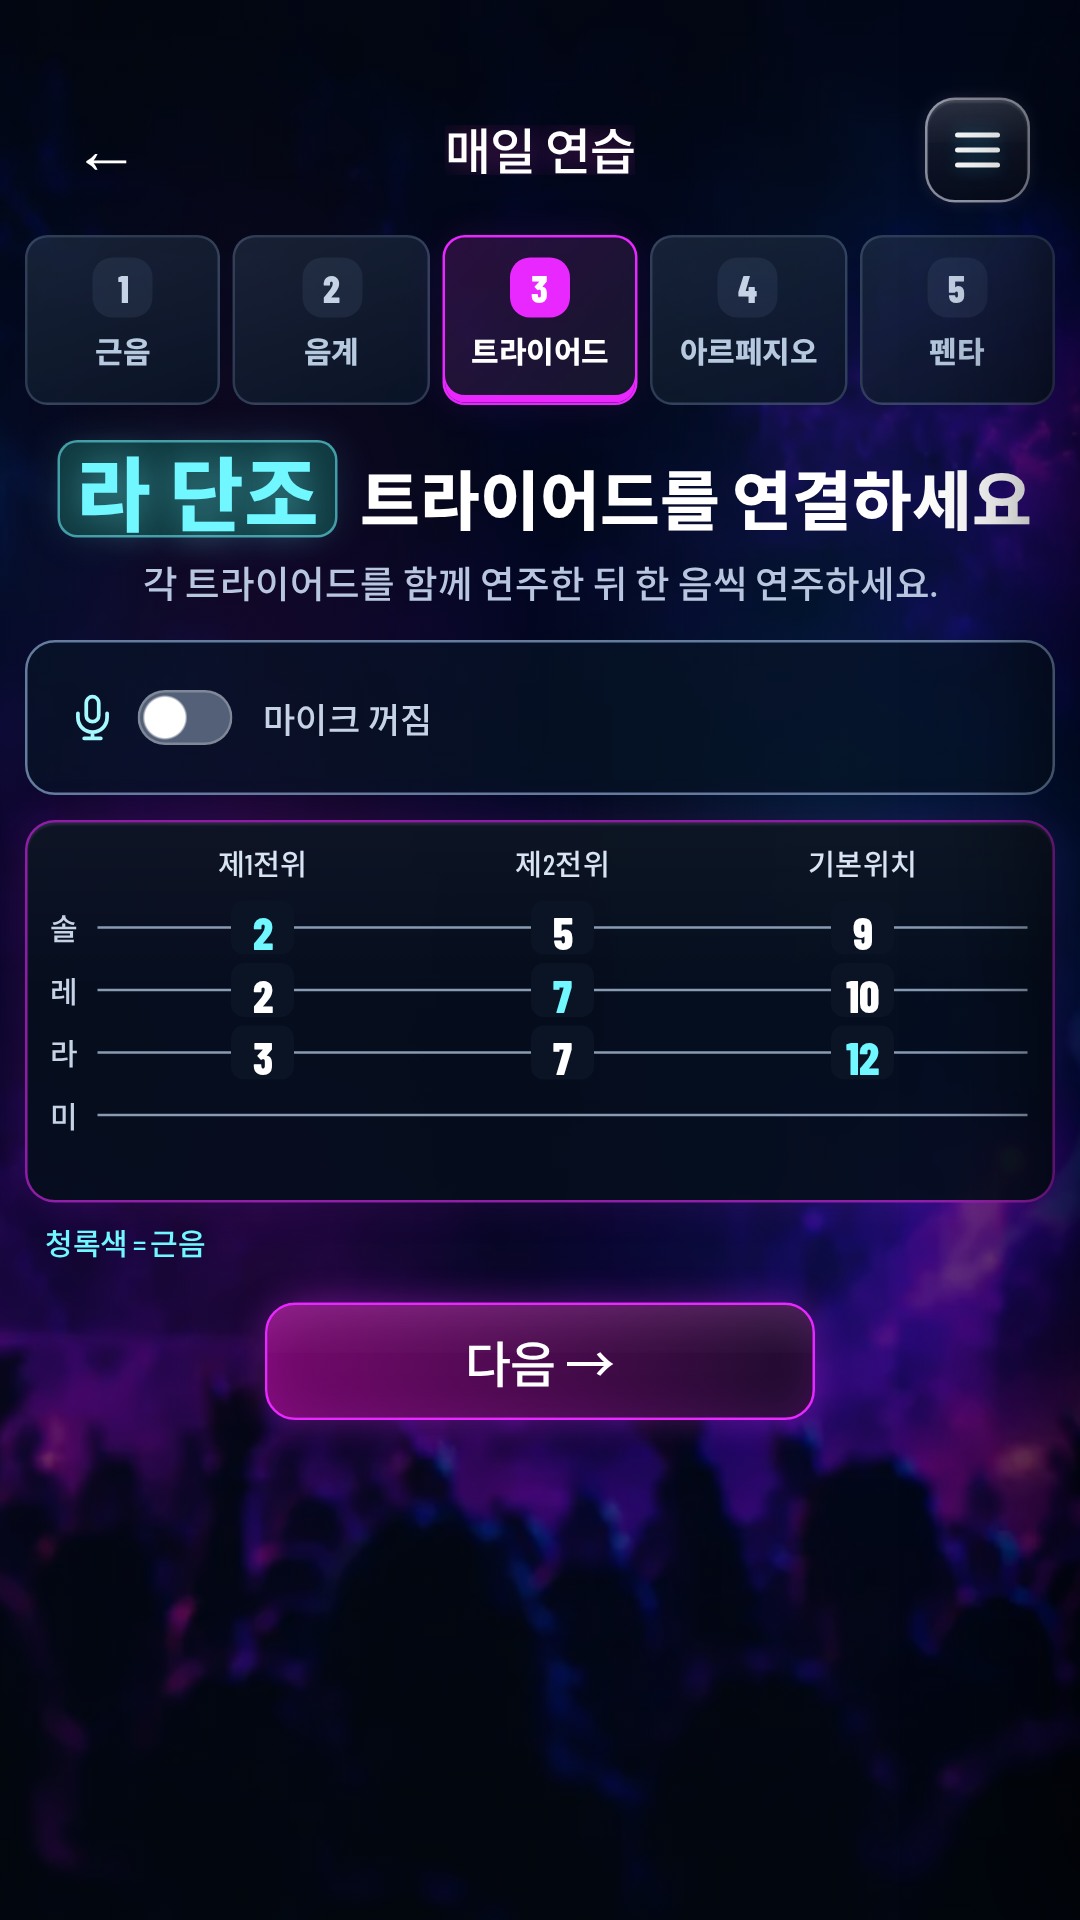 ← 매일 연습
1 2 3 4 5
근음 음계 트라이어드 아르페지오 펜타
라 단조 트라이어드를 연결하세요
각 트라이어드를 함께 연주한 뒤 한 음씩 연주하세요.
마이크 꺼짐
제1전위 제2전위 기본위치
솔 2 5 9
레 2 7 10
라 3 7 12
미
청록색 = 근음
다음 →